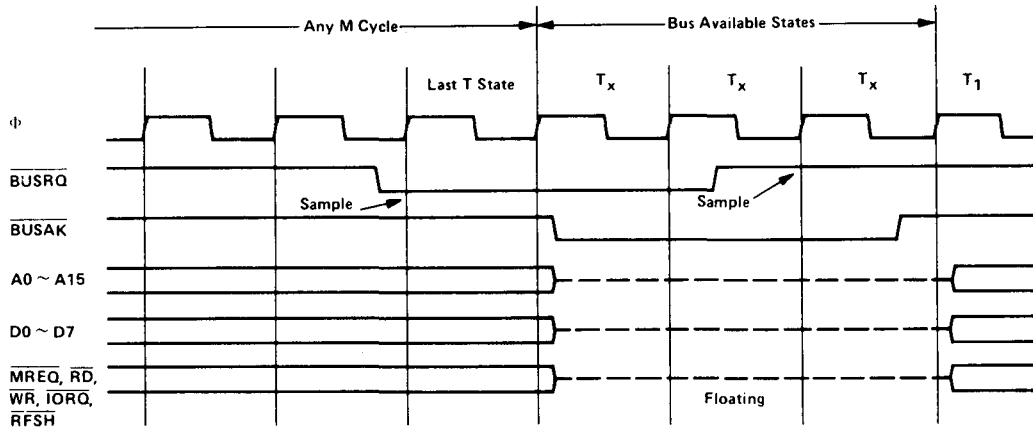 Any M Cycle
Bus Available States
Last T State
Tx
Tx
Tx
T1
Φ
BUSRQ
Sample
Sample
BUSAK
A0 ~ A15
D0 ~ D7
MREQ, RD,
WR, IORQ,
RFSH
Floating